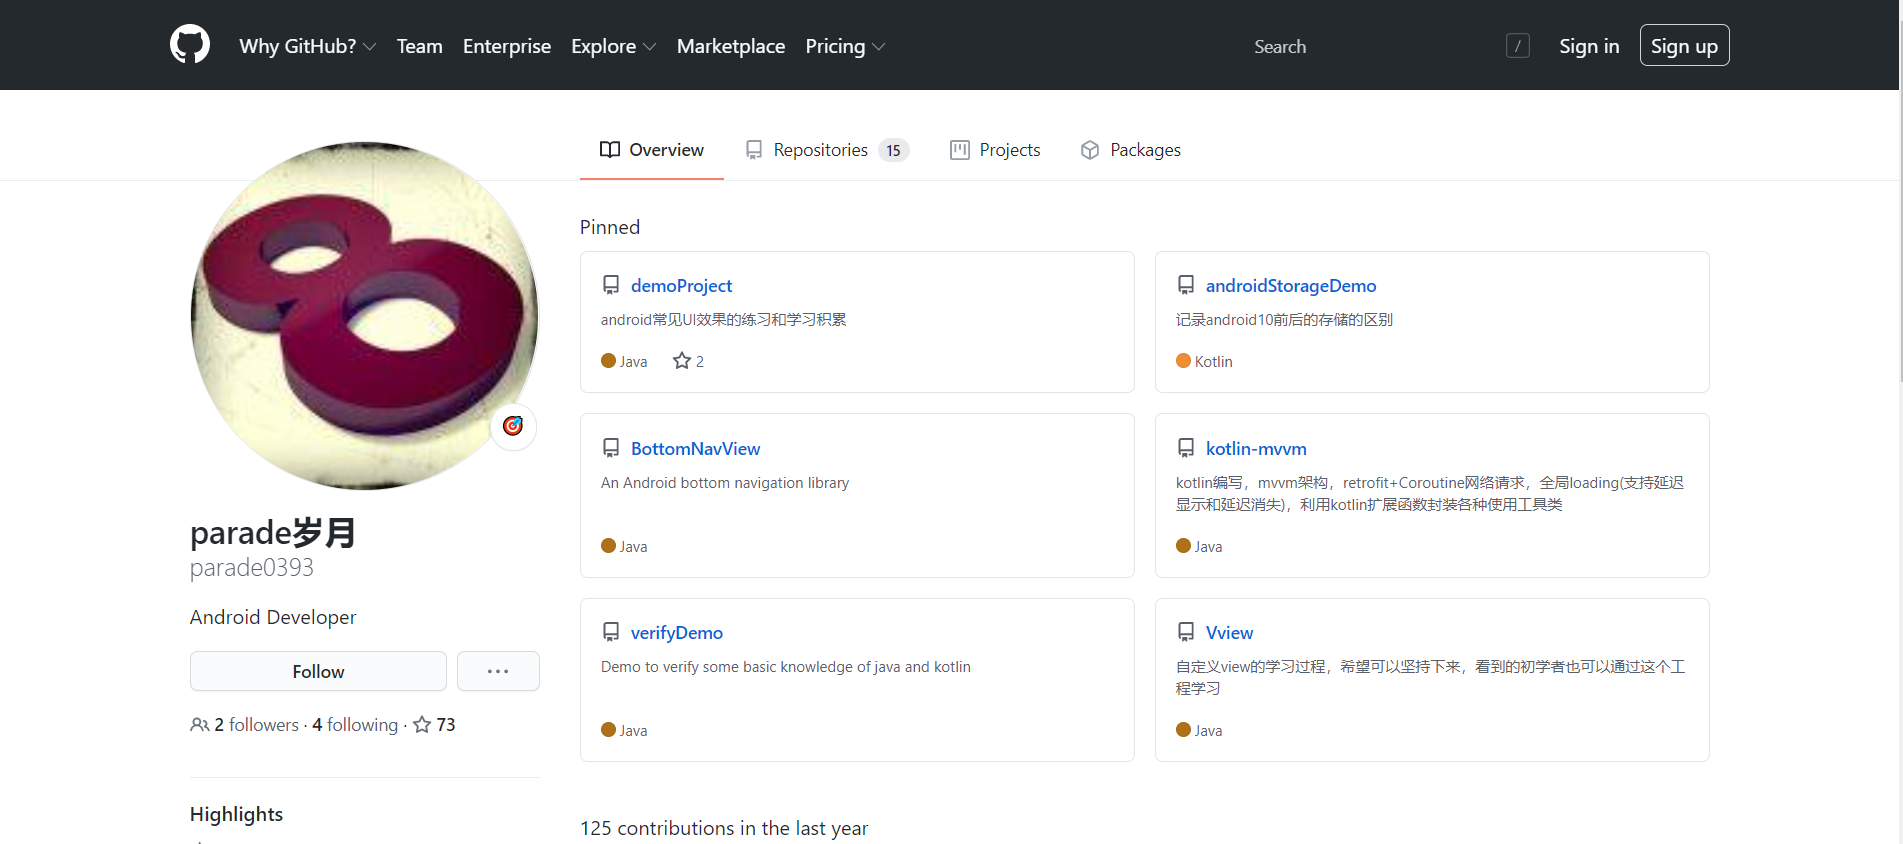 Why GitHub? Team Enterprise Explore Marketplace Pricing Search / Sign in Sign up
Overview Repositories 15 Projects Packages
parade岁月
parade0393
Android Developer
Follow ...
2 followers · 4 following · 73
Highlights
Pinned
demoProject
android常见UI效果的练习和学习积累
Java 2
androidStorageDemo
记录android10前后的存储的区别
Kotlin
BottomNavView
An Android bottom navigation library
Java
kotlin-mvvm
kotlin编写，mvvm架构，retrofit+Coroutine网络请求，全局loading(支持延迟
显示和延迟消失)，利用kotlin扩展函数封装各种使用工具类
Java
verifyDemo
Demo to verify some basic knowledge of java and kotlin
Java
Vview
自定义view的学习过程，希望可以坚持下来，看到的初学者也可以通过这个工
程学习
Java
125 contributions in the last year